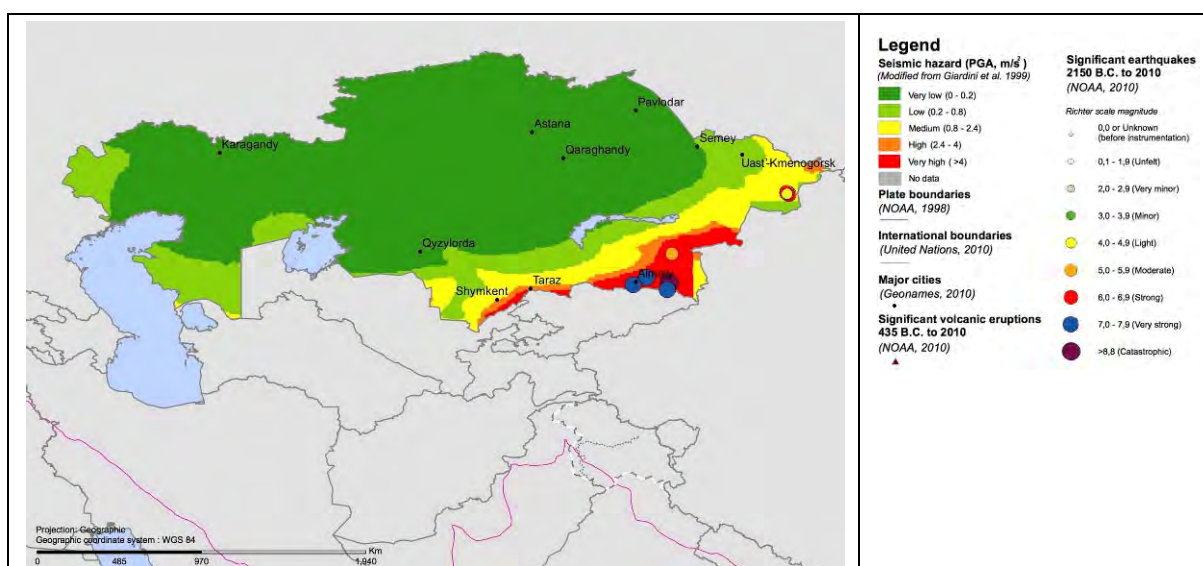 Pavlodar
Astana
Semey
Karagandy
Qaraghandy
Uast'-Kmenogorsk
Qyzylorda
Taraz
Shymkent
Projection: Geographic
Geographic coordinate system : WGS 84
Km
0 485 970 1,940
Legend
Seismic hazard (PGA, m/s²)
(Modified from Giardini et al. 1999)
Very low (0 - 0.2)
Low (0.2 - 0.8)
Medium (0.8 - 2.4)
High (2.4 - 4)
Very high ( >4)
No data
Plate boundaries
(NOAA, 1998)
International boundaries
(United Nations, 2010)
Major cities
(Geonames, 2010)
Significant volcanic eruptions
435 B.C. to 2010
(NOAA, 2010)
Significant earthquakes
2150 B.C. to 2010
(NOAA, 2010)
Richter scale magnitude
0,0 or Unknown
(before instrumentation)
0,1 - 1,9 (Unfelt)
2,0 - 2,9 (Very minor)
3,0 - 3,9 (Minor)
4,0 - 4,9 (Light)
5,0 - 5,9 (Moderate)
6,0 - 6,9 (Strong)
7,0 - 7,9 (Very strong)
>8,8 (Catastrophic)